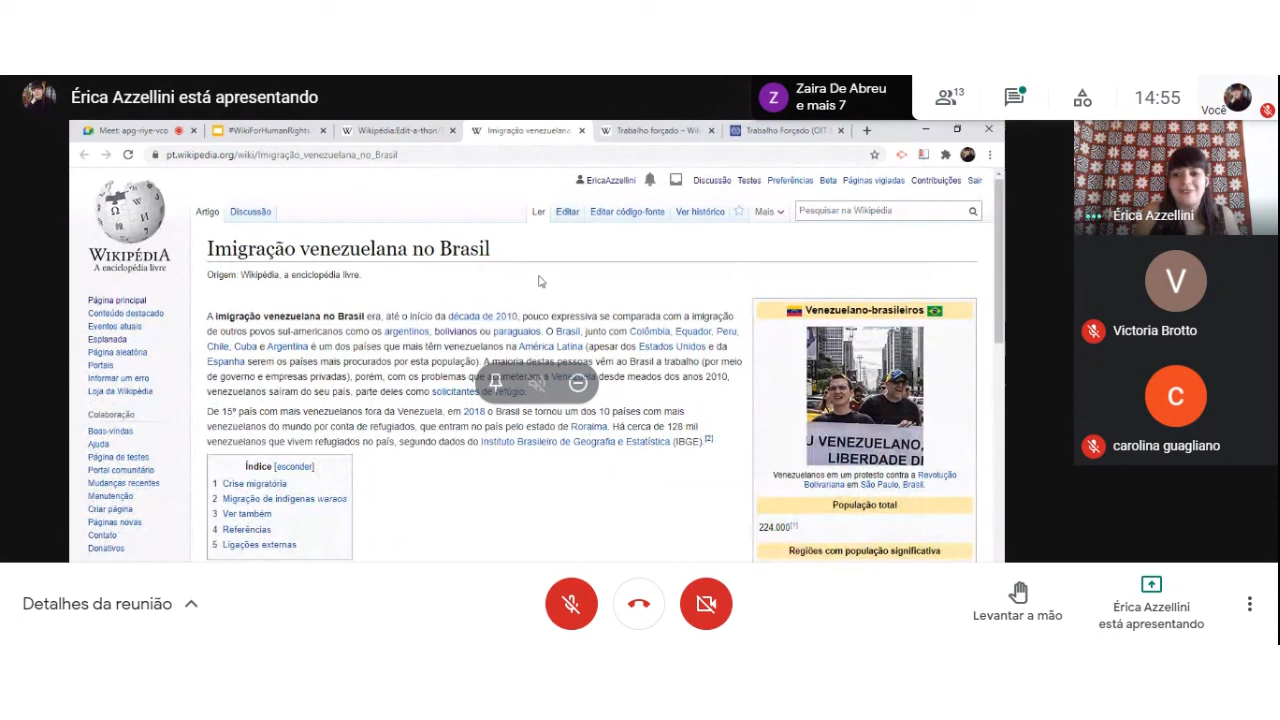 Érica Azzellini está apresentando
Z
Zaira De Abreu
e mais 7
13
14:55
Você
Meet: apg-riye-vco
#WikiForHumanRights
Wikipédia:Edit-a-thon/
Imigração venezuelana
Trabalho forçado – Wik
Trabalho Forçado (OIT
pt.wikipedia.org/wiki/Imigração_venezuelana_no_Brasil
EricaAzzellini Discussão Testes Preferências Beta Páginas vigiadas Contribuições Sair
Artigo Discussão Ler Editar Editar código-fonte Ver histórico Mais Pesquisar na Wikipédia
WIKIPÉDIA
A enciclopédia livre
Página principal
Conteúdo destacado
Eventos atuais
Esplanada
Página aleatória
Portais
Informar um erro
Loja da Wikipédia
Colaboração
Boas-vindas
Ajuda
Página de testes
Portal comunitário
Mudanças recentes
Manutenção
Criar página
Páginas novas
Contato
Donativos
Imigração venezuelana no Brasil
Origem: Wikipédia, a enciclopédia livre.
A imigração venezuelana no Brasil era, até o início da década de 2010, pouco expressiva se comparada com a imigração
de outros povos sul-americanos como os argentinos, bolivianos ou paraguaios. O Brasil, junto com Colômbia, Equador, Peru,
Chile, Cuba e Argentina é um dos países que mais têm venezuelanos na América Latina (apesar dos Estados Unidos e da
Espanha serem os países mais procurados por esta população). A maioria destas pessoas vêm ao Brasil a trabalho (por meio
de governo e empresas privadas), porém, com os problemas que acometeram a Venezuela desde meados dos anos 2010,
venezuelanos saíram do seu país, parte deles como solicitantes de refúgio.
De 15º país com mais venezuelanos fora da Venezuela, em 2018 o Brasil se tornou um dos 10 países com mais
venezuelanos do mundo por conta de refugiados, que entram no país pelo estado de Roraima. Há cerca de 128 mil
venezuelanos que vivem refugiados no país, segundo dados do Instituto Brasileiro de Geografia e Estatística (IBGE).[2]
Índice [esconder]
1 Crise migratória
2 Migração de indígenas waraos
3 Ver também
4 Referências
5 Ligações externas
Venezuelano-brasileiros
U VENEZUELANO,
LIBERDADE DI
Venezuelanos em um protesto contra a Revolução
Bolivariana em São Paulo, Brasil.
População total
224.000[1]
Regiões com população significativa
Érica Azzellini
V
Victoria Brotto
C
carolina guagliano
Detalhes da reunião
Levantar a mão
Érica Azzellini
está apresentando